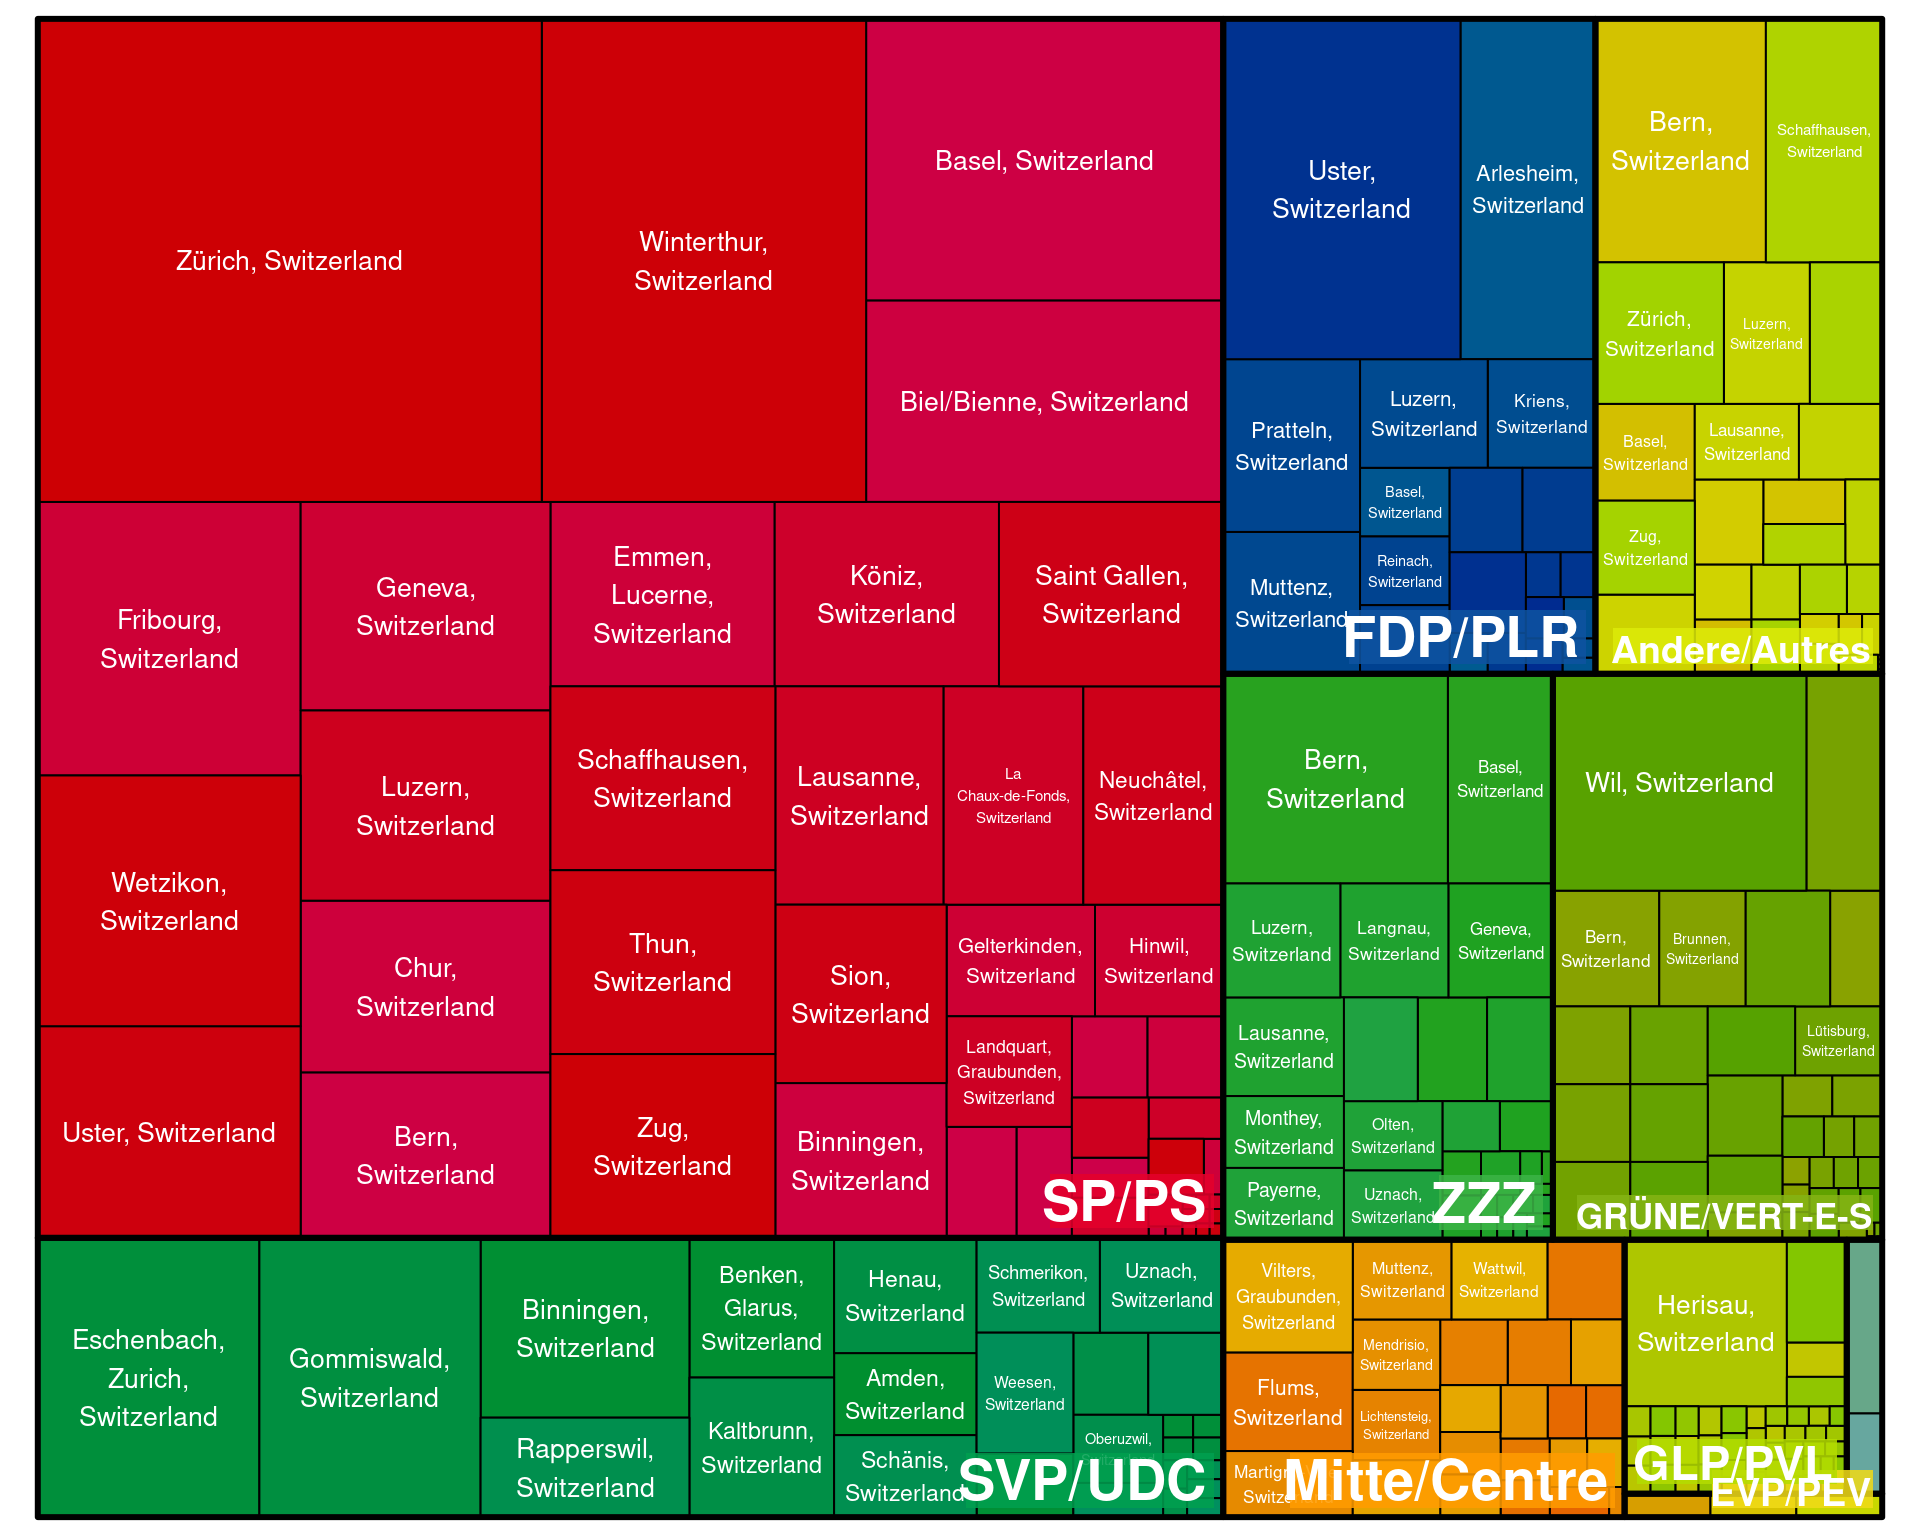 Zürich, Switzerland
Winterthur,
Switzerland
Basel, Switzerland
Biel/Bienne, Switzerland
Fribourg,
Switzerland
Wetzikon,
Switzerland
Uster, Switzerland
Geneva,
Switzerland
Luzern,
Switzerland
Chur,
Switzerland
Bern,
Switzerland
Emmen,
Lucerne,
Switzerland
Schaffhausen,
Switzerland
Thun,
Switzerland
Zug,
Switzerland
Köniz,
Switzerland
Saint Gallen,
Switzerland
Lausanne,
Switzerland
La
Chaux-de-Fonds,
Switzerland
Neuchâtel,
Switzerland
Sion,
Switzerland
Binningen,
Switzerland
Gelterkinden,
Switzerland
Hinwil,
Switzerland
Landquart,
Graubunden,
Switzerland
SP/PS
Uster,
Switzerland
Arlesheim,
Switzerland
Pratteln,
Switzerland
Muttenz,
Switzerland
Luzern,
Switzerland
Kriens,
Switzerland
Basel,
Switzerland
Reinach,
Switzerland
FDP/PLR
Bern,
Switzerland
Schaffhausen,
Switzerland
Zürich,
Switzerland
Luzern,
Switzerland
Basel,
Switzerland
Lausanne,
Switzerland
Zug,
Switzerland
Andere/Autres
Bern,
Switzerland
Basel,
Switzerland
Luzern,
Switzerland
Langnau,
Switzerland
Geneva,
Switzerland
Lausanne,
Switzerland
Monthey,
Switzerland
Olten,
Switzerland
Payerne,
Switzerland
Uznach,
Switzerland
ZZZ
Wil, Switzerland
Bern,
Switzerland
Brunnen,
Switzerland
Lütisburg,
Switzerland
GRÜNE/VERT-E-S
Eschenbach,
Zurich,
Switzerland
Gommiswald,
Switzerland
Binningen,
Switzerland
Rapperswil,
Switzerland
Benken,
Glarus,
Switzerland
Kaltbrunn,
Switzerland
Henau,
Switzerland
Amden,
Switzerland
Schänis,
Switzerland
Schmerikon,
Switzerland
Uznach,
Switzerland
Weesen,
Switzerland
Oberuzwil,
SVP/UDC
Vilters,
Graubunden,
Switzerland
Flums,
Switzerland
Muttenz,
Switzerland
Wattwil,
Switzerland
Mendrisio,
Switzerland
Lichtensteig,
Switzerland
Mitte/Centre
Herisau,
Switzerland
GLP/PVL
EVP/PEV